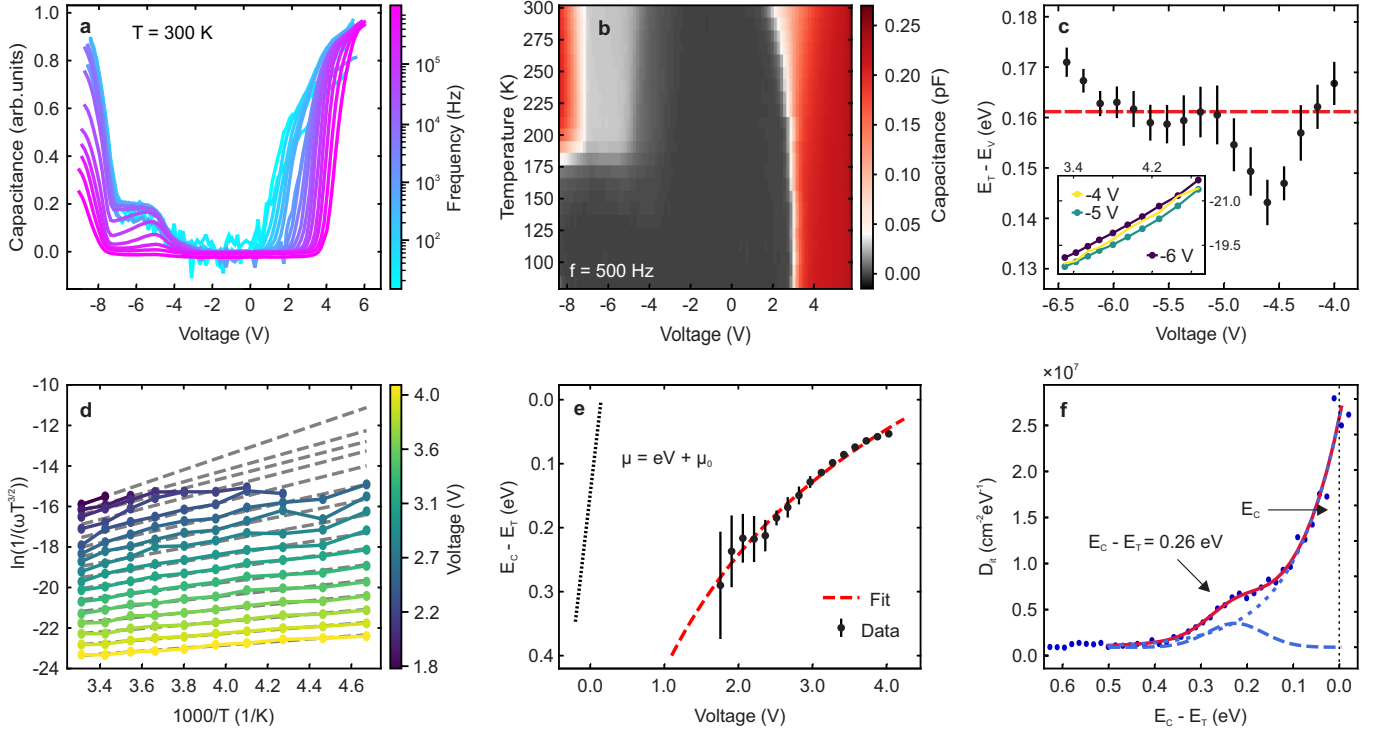 a
T = 300 K
1.0
0.8
0.6
0.4
0.2
0.0
Capacitance (arb.units)
-8 -6 -4 -2 0 2 4 6
Voltage (V)
10⁵
10⁴
10³
10²
Frequency (Hz)
b
300
275
250
225
200
175
150
125
100
Temperature (K)
f = 500 Hz
-8 -6 -4 -2 0 2 4
Voltage (V)
0.25
0.20
0.15
0.10
0.05
0.00
Capacitance (pF)
c
0.18
0.17
0.16
0.15
0.14
0.13
E_T - E_V (eV)
3.4 4.2
-4 V
-5 V
-6 V
-21.0
-19.5
-6.5 -6.0 -5.5 -5.0 -4.5 -4.0
Voltage (V)
d
-10
-12
-14
-16
-18
-20
-22
-24
ln(1/(ωT^3/2))
3.4 3.6 3.8 4.0 4.2 4.4 4.6
1000/T (1/K)
4.0
3.6
3.1
2.7
2.2
1.8
Voltage (V)
e
0.0
0.1
0.2
0.3
0.4
E_C - E_T (eV)
μ = eV + μ₀
Fit
Data
0.0 1.0 2.0 3.0 4.0
Voltage (V)
×10⁷
f
2.5
2.0
1.5
1.0
0.5
0.0
D_it (cm⁻²eV⁻¹)
E_C
E_C - E_T = 0.26 eV
0.6 0.5 0.4 0.3 0.2 0.1 0.0
E_C - E_T (eV)